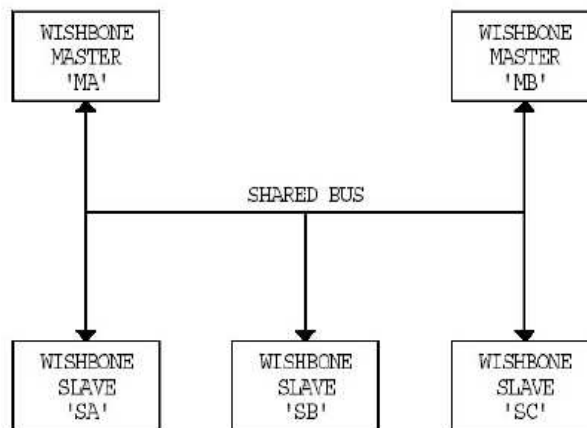 WISHBONE
MASTER
'MA'
WISHBONE
MASTER
'MB'
SHARED BUS
WISHBONE
SLAVE
'SA'
WISHBONE
SLAVE
'SB'
WISHBONE
SLAVE
'SC'